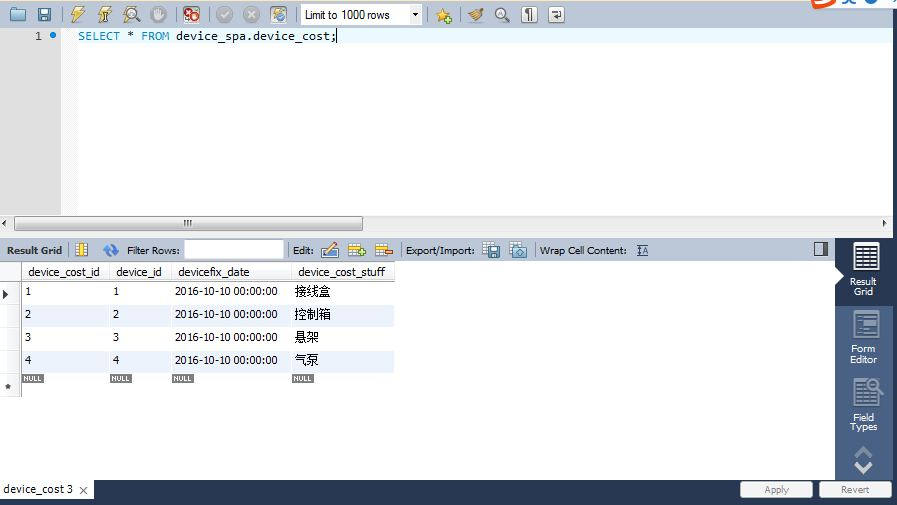 Limit to 1000 rows
1 SELECT * FROM device_spa.device_cost;
Result Grid Filter Rows: Edit: Export/Import: Wrap Cell Content:
device_cost_id device_id devicefix_date device_cost_stuff
1 1 2016-10-10 00:00:00 接线盒
2 2 2016-10-10 00:00:00 控制箱
3 3 2016-10-10 00:00:00 悬架
4 4 2016-10-10 00:00:00 气泵
NULL NULL NULL NULL
Result
Grid
Form
Editor
Field
Types
device_cost 3
Apply Revert